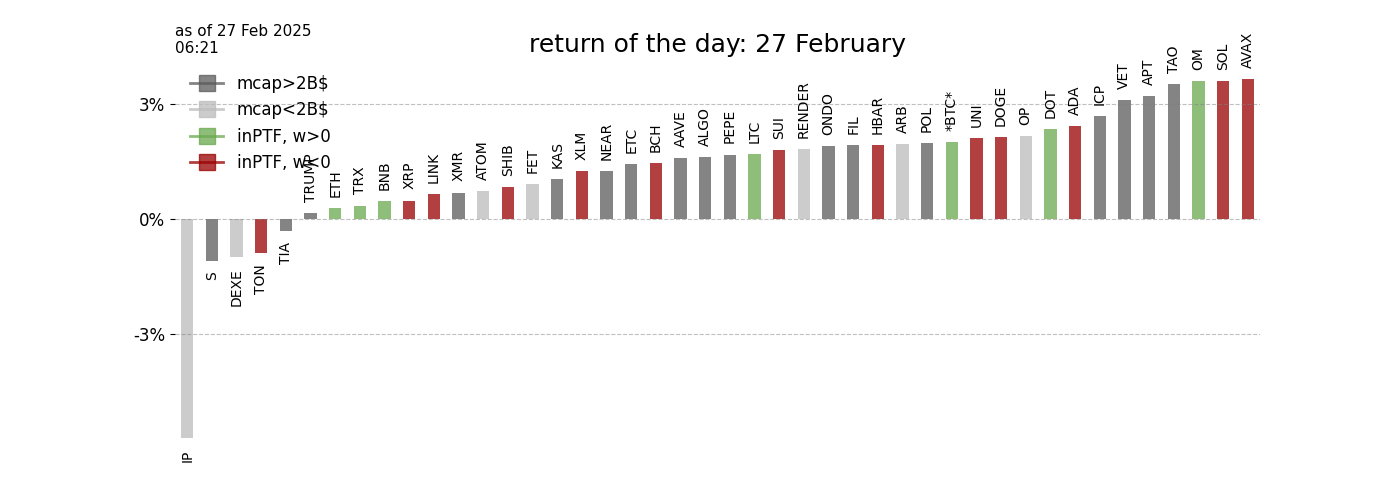 as of 27 Feb 2025
06:21
return of the day: 27 February
mcap>2B$
mcap<2B$
inPTF, w>0
inPTF, w<0
3%
0%
-3%
IP
S
DEXE
TON
TIA
TRUMP
ETH
TRX
BNB
XRP
LINK
XMR
ATOM
SHIB
FET
KAS
XLM
NEAR
ETC
BCH
AAVE
ALGO
PEPE
LTC
SUI
RENDER
ONDO
FIL
HBAR
ARB
POL
*BTC*
UNI
DOGE
OP
DOT
ADA
ICP
VET
APT
TAO
OM
SOL
AVAX